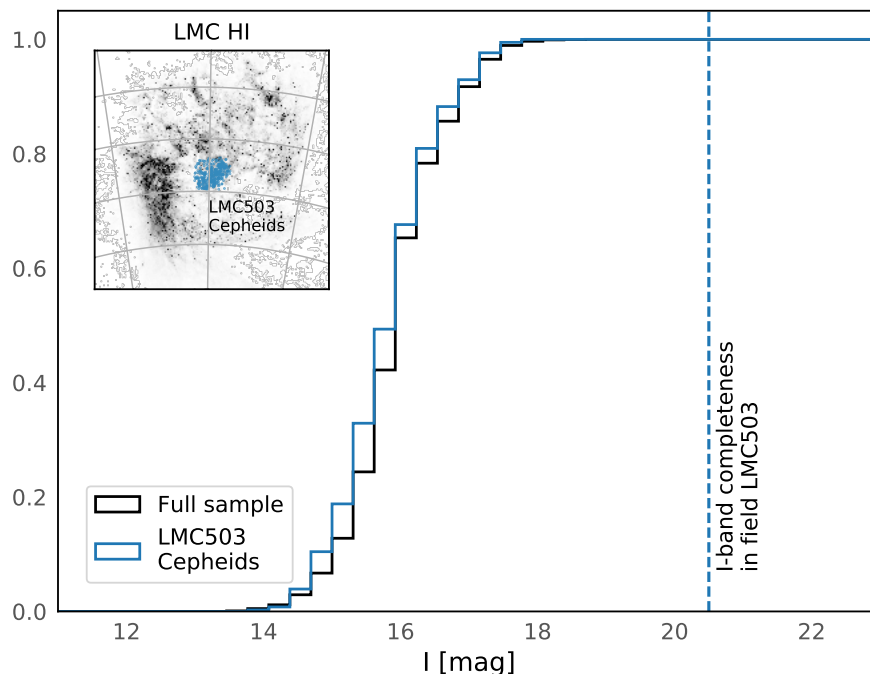 LMC HI
LMC503
Cepheids
1.0
0.8
0.6
0.4
0.2
0.0
Full sample
LMC503
Cepheids
I-band completeness
in field LMC503
12
14
16
18
20
22
I [mag]